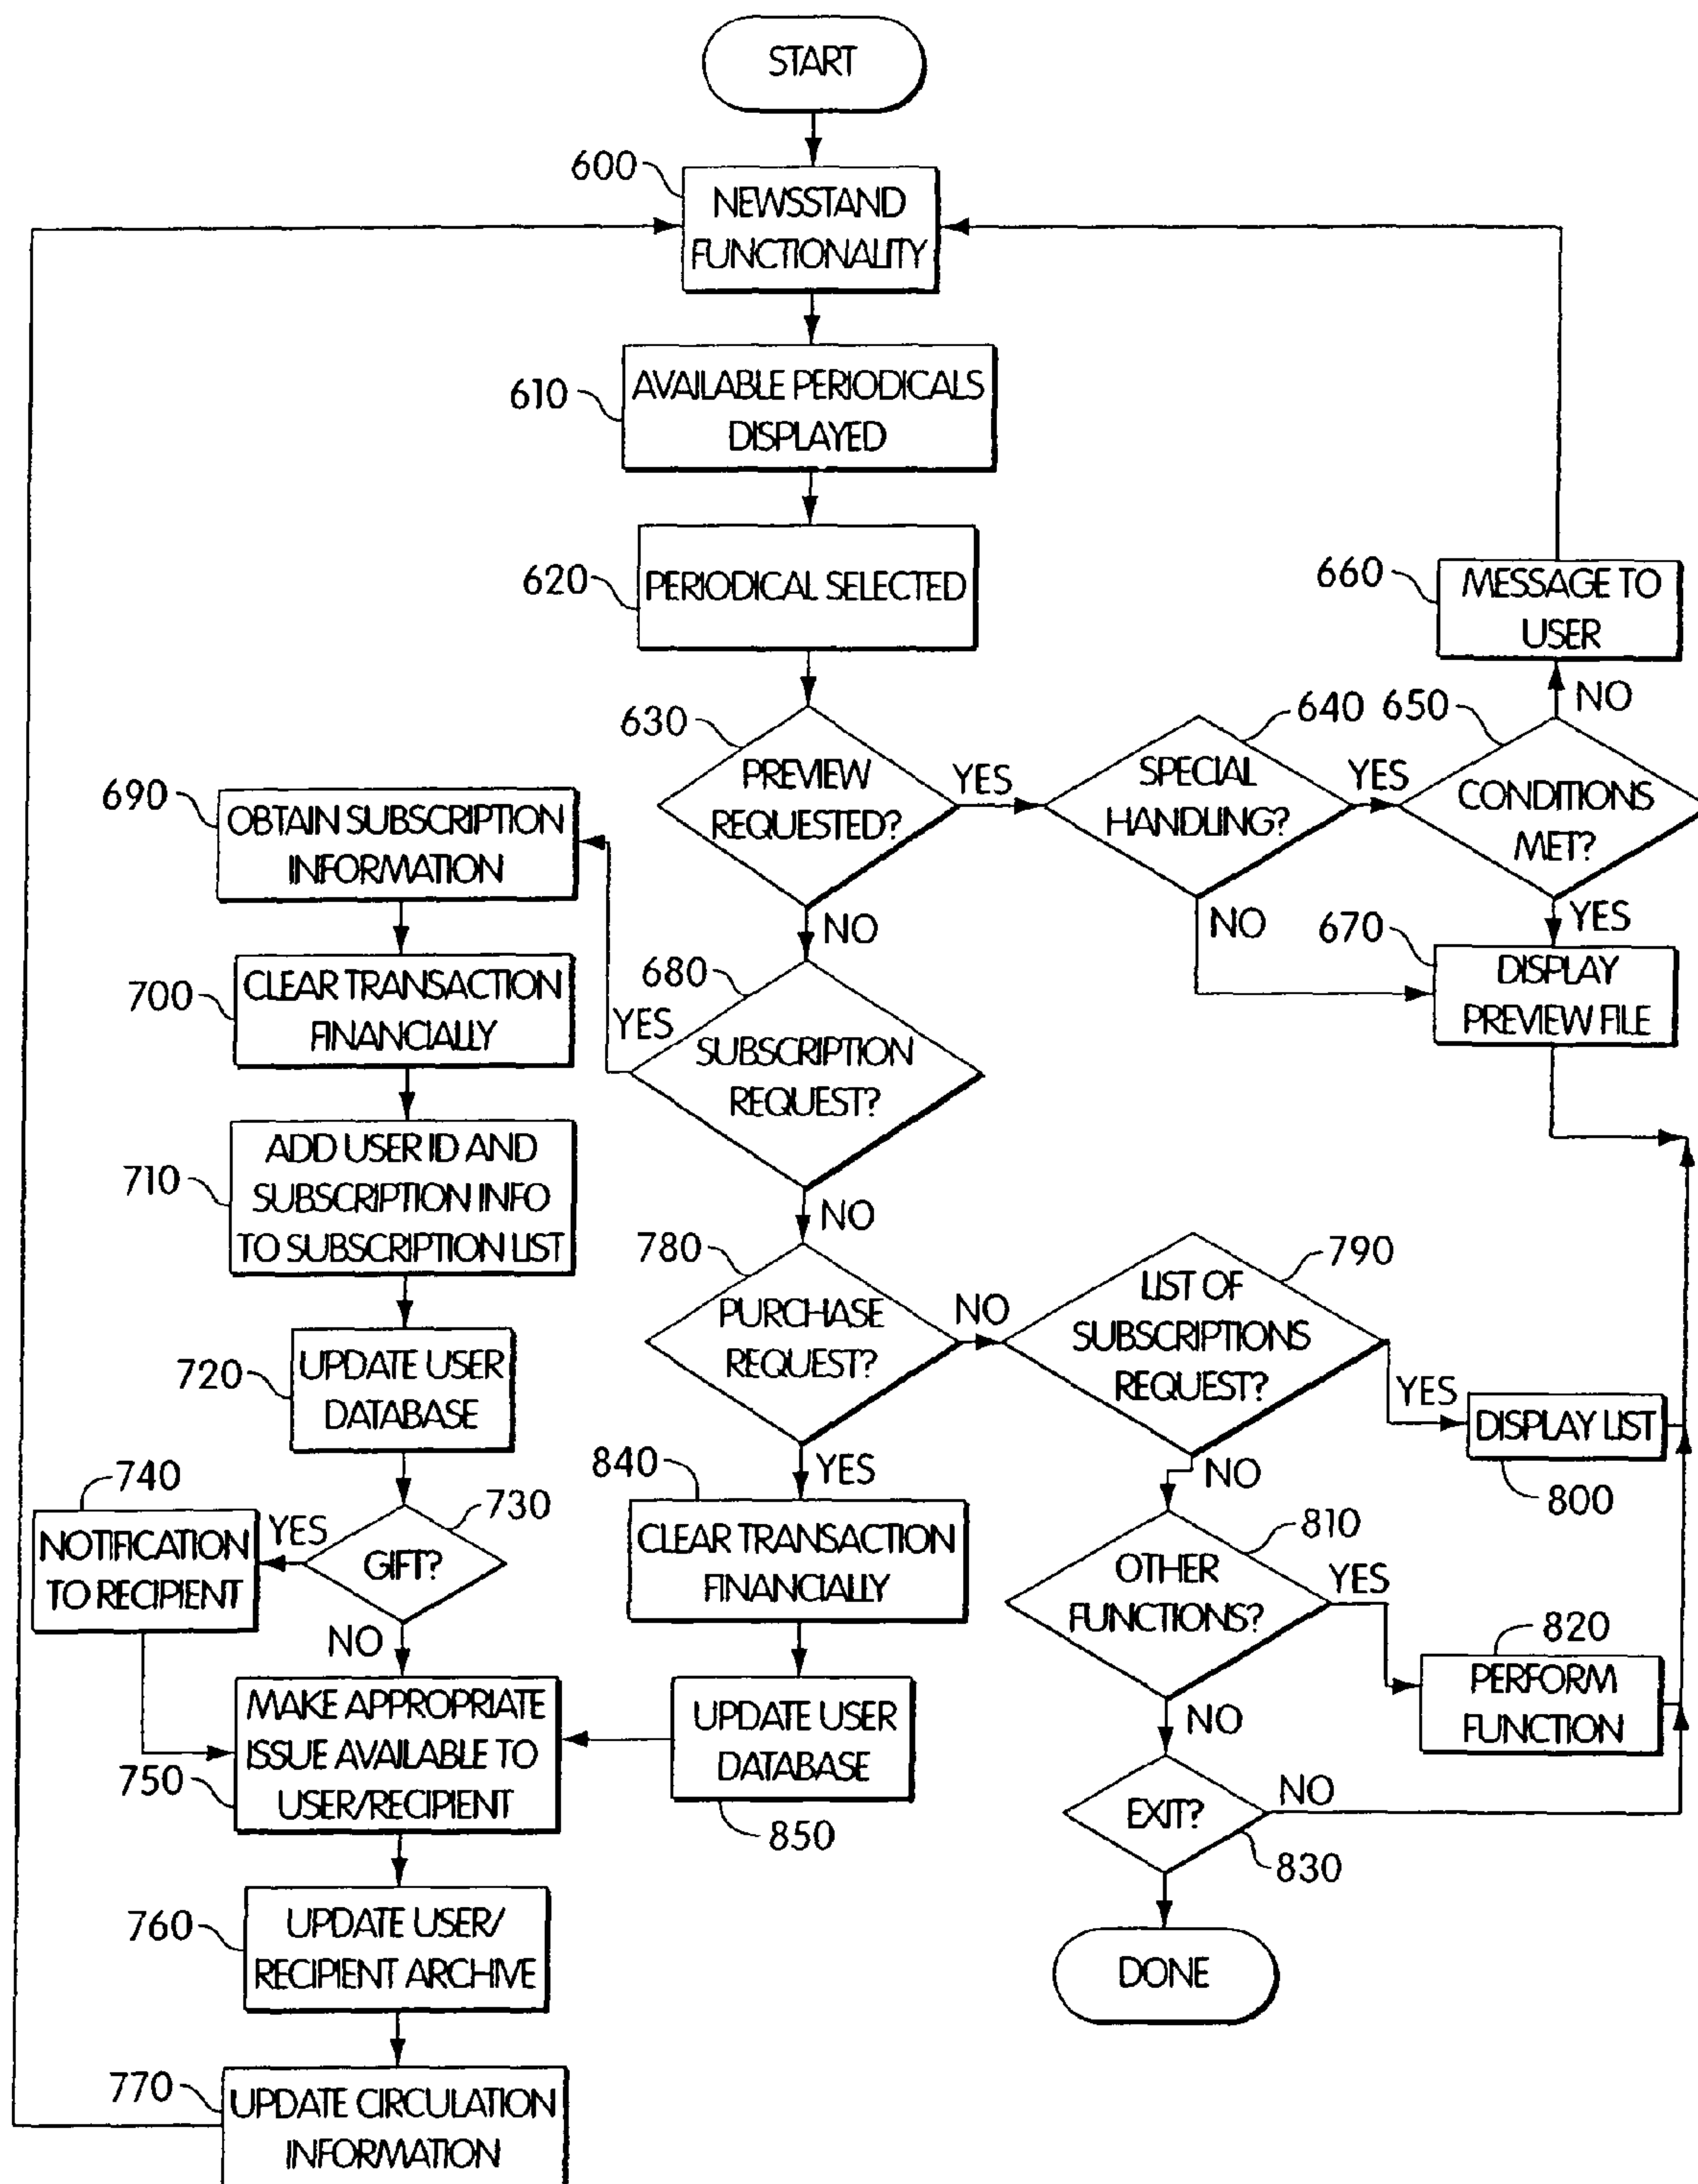 START
600
NEWSSTAND
FUNCTIONALITY
610
AVAILABLE PERIODICALS
DISPLAYED
620
PERIODICAL SELECTED
660
MESSAGE TO
USER
NO
630
PREVIEW
REQUESTED?
YES
640
SPECIAL
HANDLING?
YES
650
CONDITIONS
MET?
NO
NO
YES
670
DISPLAY
PREVIEW FILE
690
OBTAIN SUBSCRIPTION
INFORMATION
700
CLEAR TRANSACTION
FINANCIALLY
680
YES
SUBSCRIPTION
REQUEST?
NO
710
ADD USER ID AND
SUBSCRIPTION INFO
TO SUBSCRIPTION LIST
780
PURCHASE
REQUEST?
NO
790
LIST OF
SUBSCRIPTIONS
REQUEST?
YES
DISPLAY LIST
800
720
UPDATE USER
DATABASE
YES
NO
740
NOTIFICATION
TO RECIPIENT
YES
730
GIFT?
NO
840
CLEAR TRANSACTION
FINANCIALLY
810
OTHER
FUNCTIONS?
YES
820
PERFORM
FUNCTION
NO
750
MAKE APPROPRIATE
ISSUE AVAILABLE TO
USER/RECIPIENT
UPDATE USER
DATABASE
850
EXIT?
NO
830
760
UPDATE USER/
RECIPIENT ARCHIVE
DONE
770
UPDATE CIRCULATION
INFORMATION